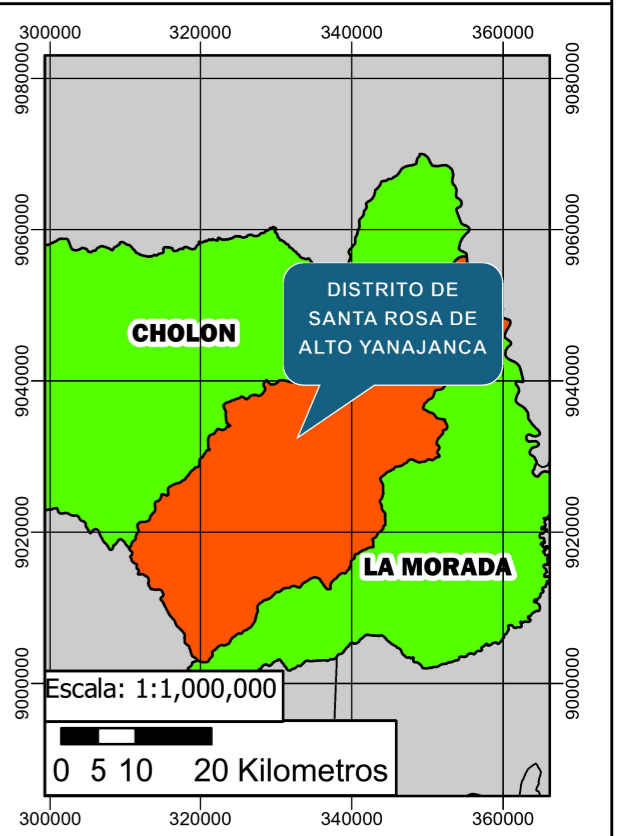 300000 320000 340000 360000
9080000 9080000
9060000 9060000
DISTRITO DE
SANTA ROSA DE
ALTO YANAJANCA
CHOLON
9040000 9040000
9020000 9020000
LA MORADA
9000000 9000000
Escala: 1:1,000,000
0 5 10 20 Kilometros
300000 320000 340000 360000